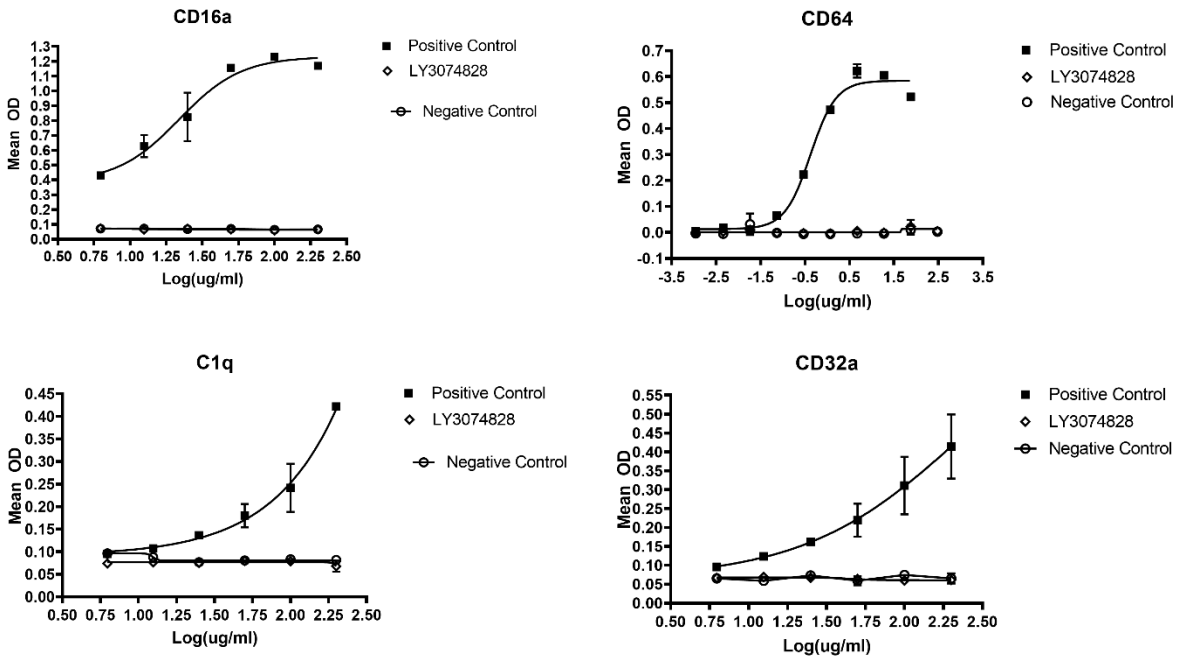 CD16a
1.3
1.2
1.1
1.0
0.9
0.8
0.7
0.6
0.5
0.4
0.3
0.2
0.1
0.0
Mean OD
0.75 1.00 1.25 1.50 1.75 2.00 2.25 2.50
Log(ug/ml)
Positive Control
LY3074828
Negative Control
CD64
0.7
0.6
0.5
0.4
0.3
0.2
0.1
0.0
-0.1
Mean OD
-3.5 -2.5 -1.5 -0.5 0.5 1.5 2.5 3.5
Log(ug/ml)
Positive Control
LY3074828
Negative Control
C1q
0.45
0.40
0.35
0.30
0.25
0.20
0.15
0.10
0.05
0.00
Mean OD
0.50 0.75 1.00 1.25 1.50 1.75 2.00 2.25 2.50
Log(ug/ml)
Positive Control
LY3074828
Negative Control
CD32a
0.55
0.50
0.45
0.40
0.35
0.30
0.25
0.20
0.15
0.10
0.05
0.00
Mean OD
0.50 0.75 1.00 1.25 1.50 1.75 2.00 2.25 2.50
Log(ug/ml)
Positive Control
LY3074828
Negative Control